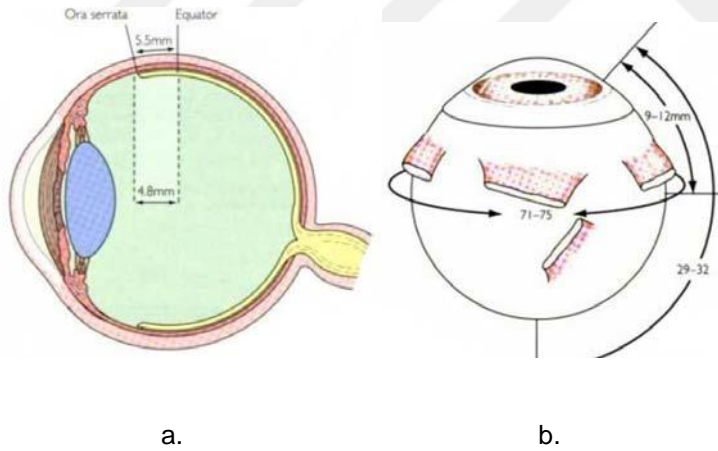 Ora serrata
Equator
5.5mm
4.8mm
9–12mm
71–75
29–32
a.
b.